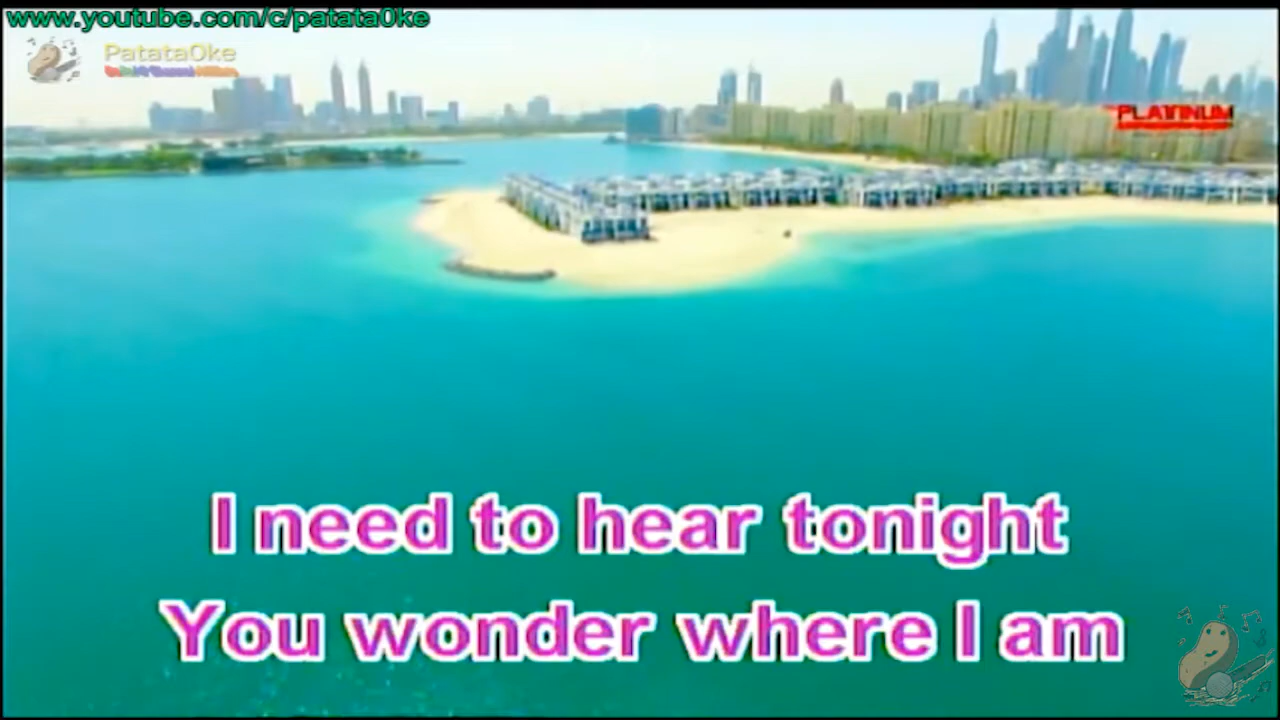 www.youtube.com/c/patata0ke
PatataOke
PLATINUM
I need to hear tonight
You wonder where I am